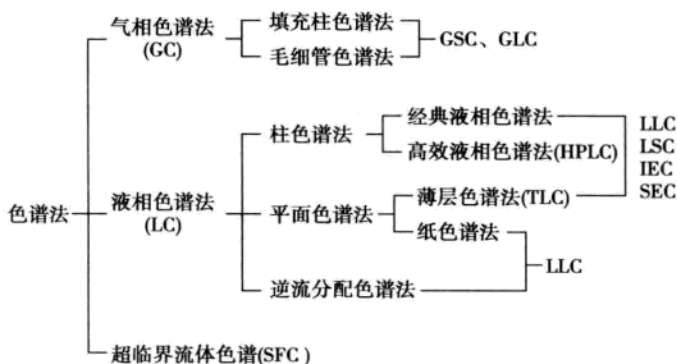 气相色谱法
(GC)
填充柱色谱法
毛细管色谱法
GSC、GLC
色谱法
液相色谱法
(LC)
柱色谱法
经典液相色谱法
高效液相色谱法(HPLC)
平面色谱法
薄层色谱法(TLC)
纸色谱法
LLC
LSC
IEC
SEC
逆流分配色谱法
LLC
超临界流体色谱(SFC)